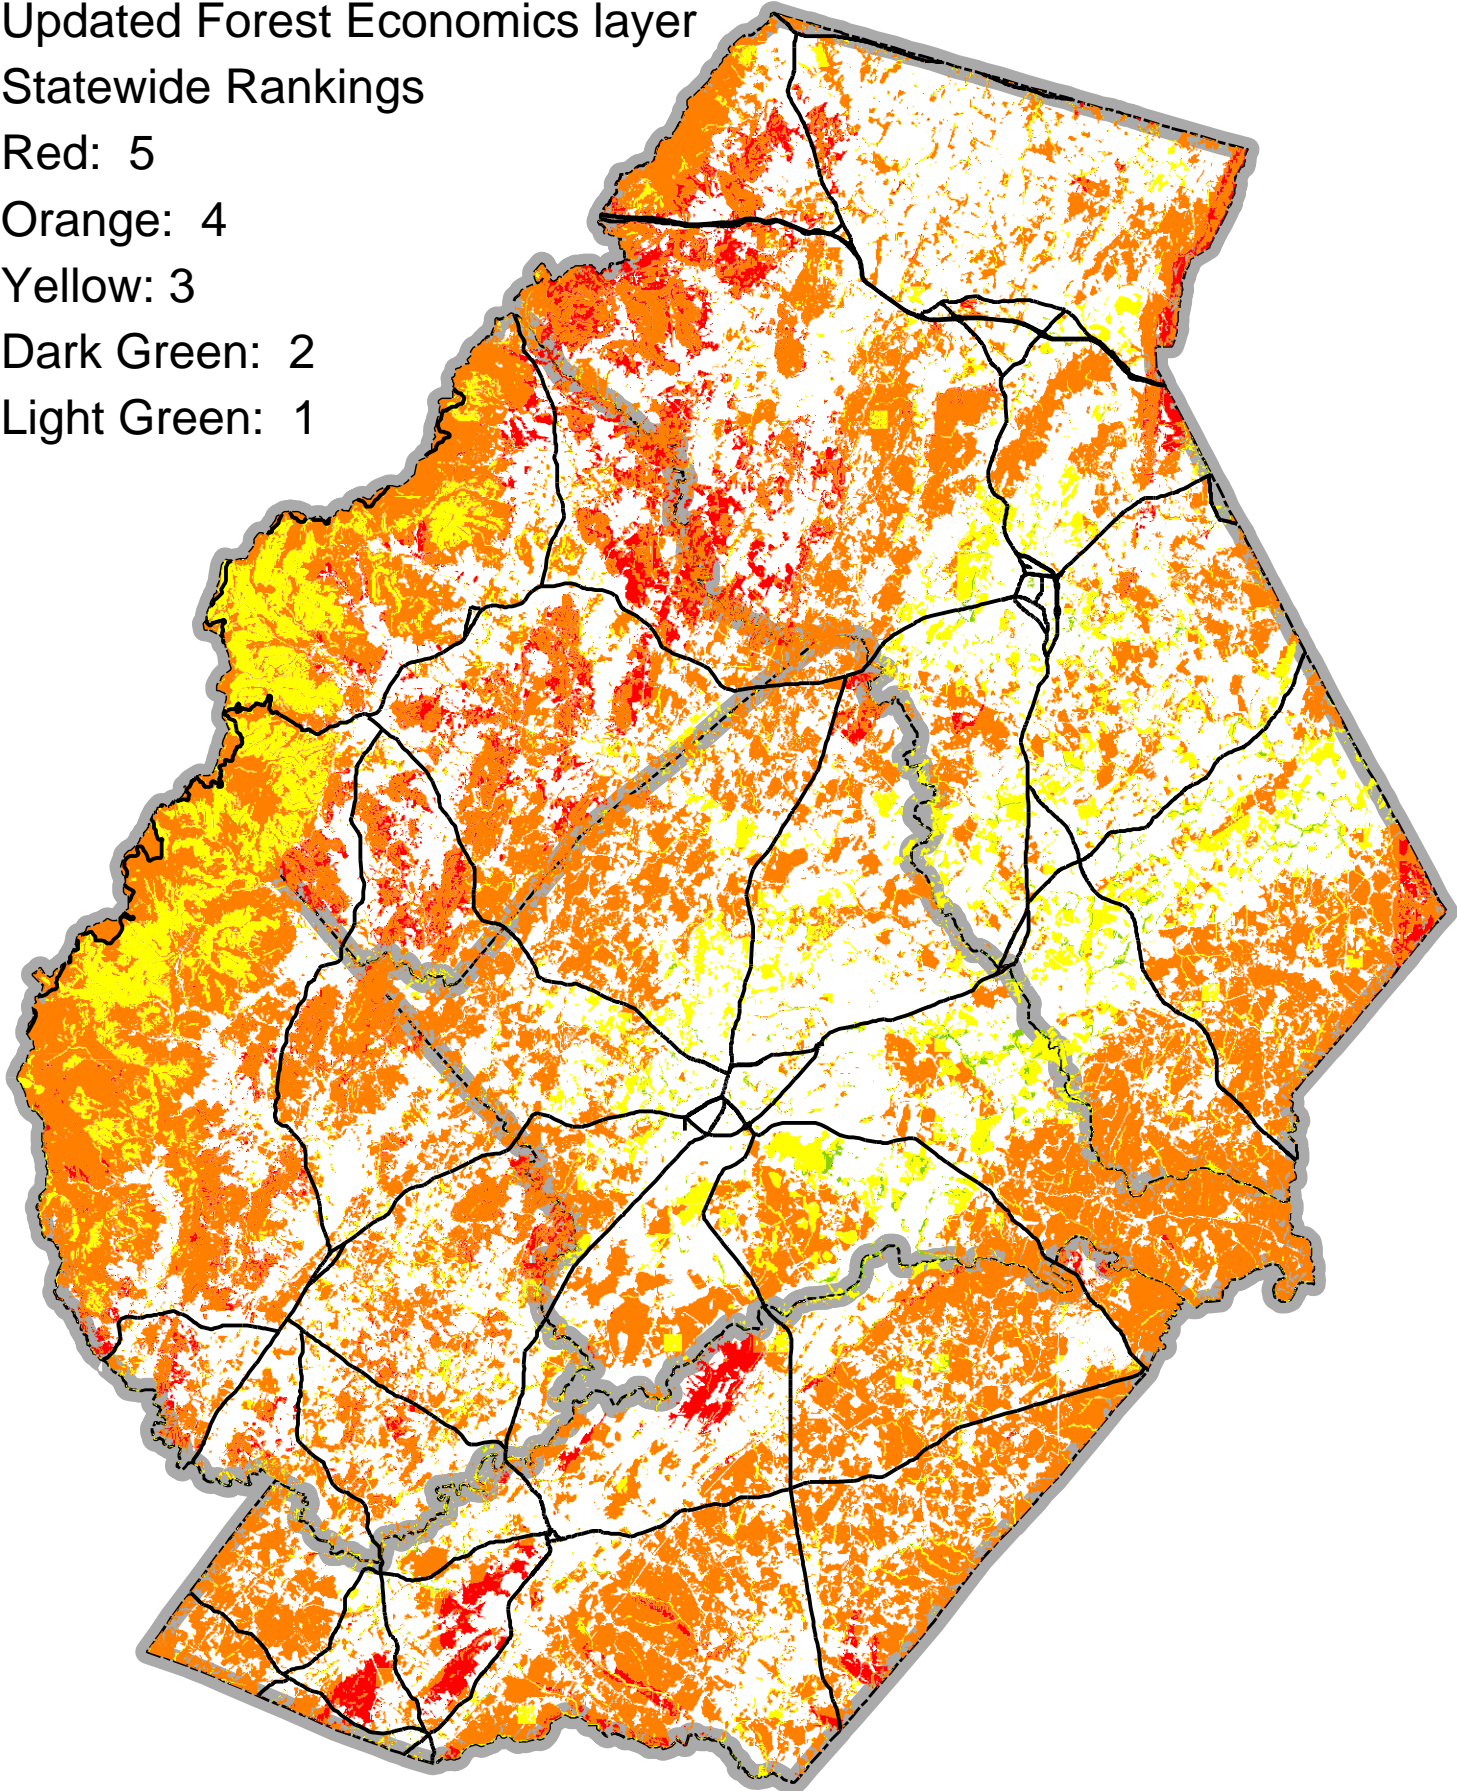 Updated Forest Economics layer
Statewide Rankings
Red:  5
Orange:  4
Yellow: 3
Dark Green:  2
Light Green:  1